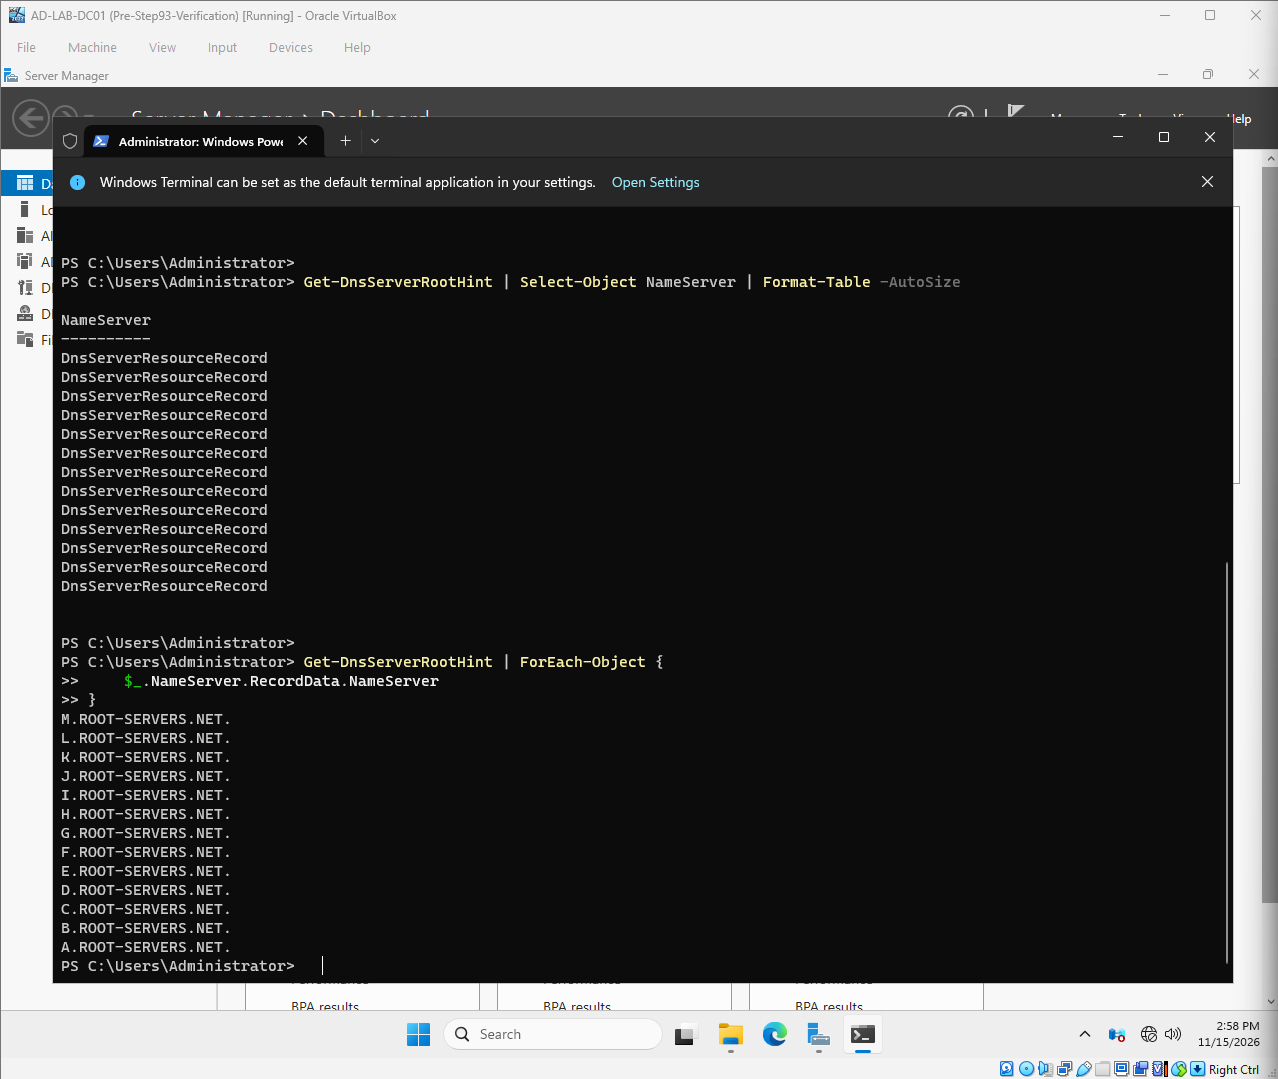 AD-LAB-DC01 (Pre-Step93-Verification) [Running] - Oracle VirtualBox
File Machine View Input Devices Help
Server Manager
Server Manager Dashboard
Help
Administrator: Windows Powe
Windows Terminal can be set as the default terminal application in your settings. Open Settings
PS C:\Users\Administrator>
PS C:\Users\Administrator> Get-DnsServerRootHint | Select-Object NameServer | Format-Table -AutoSize
NameServer
----------
DnsServerResourceRecord
DnsServerResourceRecord
DnsServerResourceRecord
DnsServerResourceRecord
DnsServerResourceRecord
DnsServerResourceRecord
DnsServerResourceRecord
DnsServerResourceRecord
DnsServerResourceRecord
DnsServerResourceRecord
DnsServerResourceRecord
DnsServerResourceRecord
DnsServerResourceRecord
PS C:\Users\Administrator>
PS C:\Users\Administrator> Get-DnsServerRootHint | ForEach-Object {
>> $_.NameServer.RecordData.NameServer
>> }
M.ROOT-SERVERS.NET.
L.ROOT-SERVERS.NET.
K.ROOT-SERVERS.NET.
J.ROOT-SERVERS.NET.
I.ROOT-SERVERS.NET.
H.ROOT-SERVERS.NET.
G.ROOT-SERVERS.NET.
F.ROOT-SERVERS.NET.
E.ROOT-SERVERS.NET.
D.ROOT-SERVERS.NET.
C.ROOT-SERVERS.NET.
B.ROOT-SERVERS.NET.
A.ROOT-SERVERS.NET.
PS C:\Users\Administrator>
BPA results BPA results BPA results
Search
2:58 PM
11/15/2026
Right Ctrl